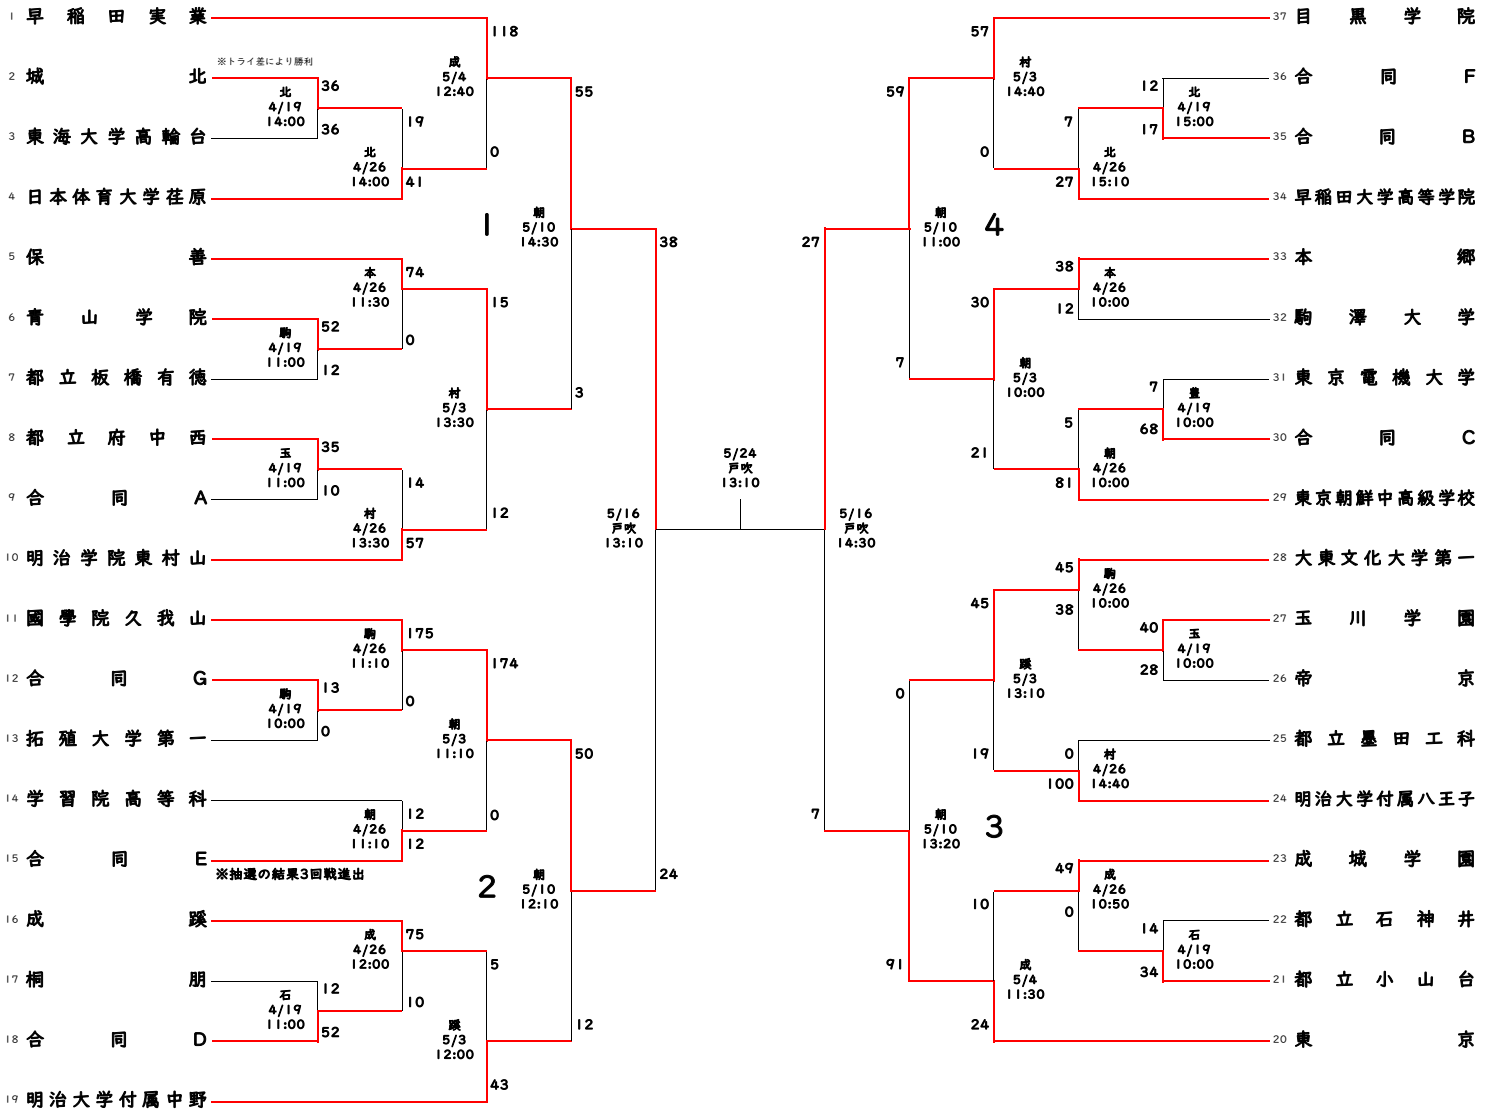 1 早稲田実業
118
※トライ差により勝利
2 城北
36
北
4/19
14:00
3 東海大学高輪台
36
19
成
5/4
12:40
北
4/26
14:00
4 日本体育大学荏原
41
0
55
1
朝
5/10
14:30
5 保善
74
本
4/26
11:30
6 青山学院
52
駒
4/19
11:00
7 都立板橋有徳
12
0
15
村
5/3
13:30
3
8 都立府中西
35
玉
4/19
11:00
9 合同A
10
14
村
4/26
13:30
10 明治学院東村山
57
12
38
5/16
戸吹
13:10
11 國學院久我山
175
駒
4/26
11:10
12 合同G
13
駒
4/19
10:00
13 拓殖大学第一
0
0
174
朝
5/3
11:10
14 学習院高等科
12
朝
4/26
11:10
15 合同E
12
※抽選の結果3回戦進出
0
50
2
朝
5/10
12:10
24
16 成蹊
75
成
4/26
12:00
17 桐朋
12
石
4/19
11:00
18 合同D
52
10
5
蹊
5/3
12:00
19 明治大学付属中野
43
12
5/24
戸吹
13:10
37 目黒学院
57
村
5/3
14:40
36 合同F
12
北
4/19
15:00
35 合同B
17
7
北
4/26
15:10
34 早稲田大学高等学院
27
0
59
4
朝
5/10
11:00
27
33 本郷
38
本
4/26
10:00
32 駒澤大学
12
30
朝
5/3
10:00
7
31 東京電機大学
7
豊
4/19
10:00
30 合同C
68
5
朝
4/26
10:00
29 東京朝鮮中高級学校
81
21
5/16
戸吹
14:30
28 大東文化大学第一
45
駒
4/26
10:00
27 玉川学園
40
玉
4/19
10:00
26 帝京
28
38
45
蹊
5/3
13:10
0
25 都立墨田工科
0
村
4/26
14:40
24 明治大学付属八王子
100
19
7
3
朝
5/10
13:20
23 成城学園
49
成
4/26
10:50
22 都立石神井
14
石
4/19
10:00
21 都立小山台
34
0
10
成
5/4
11:30
91
20 東京
24